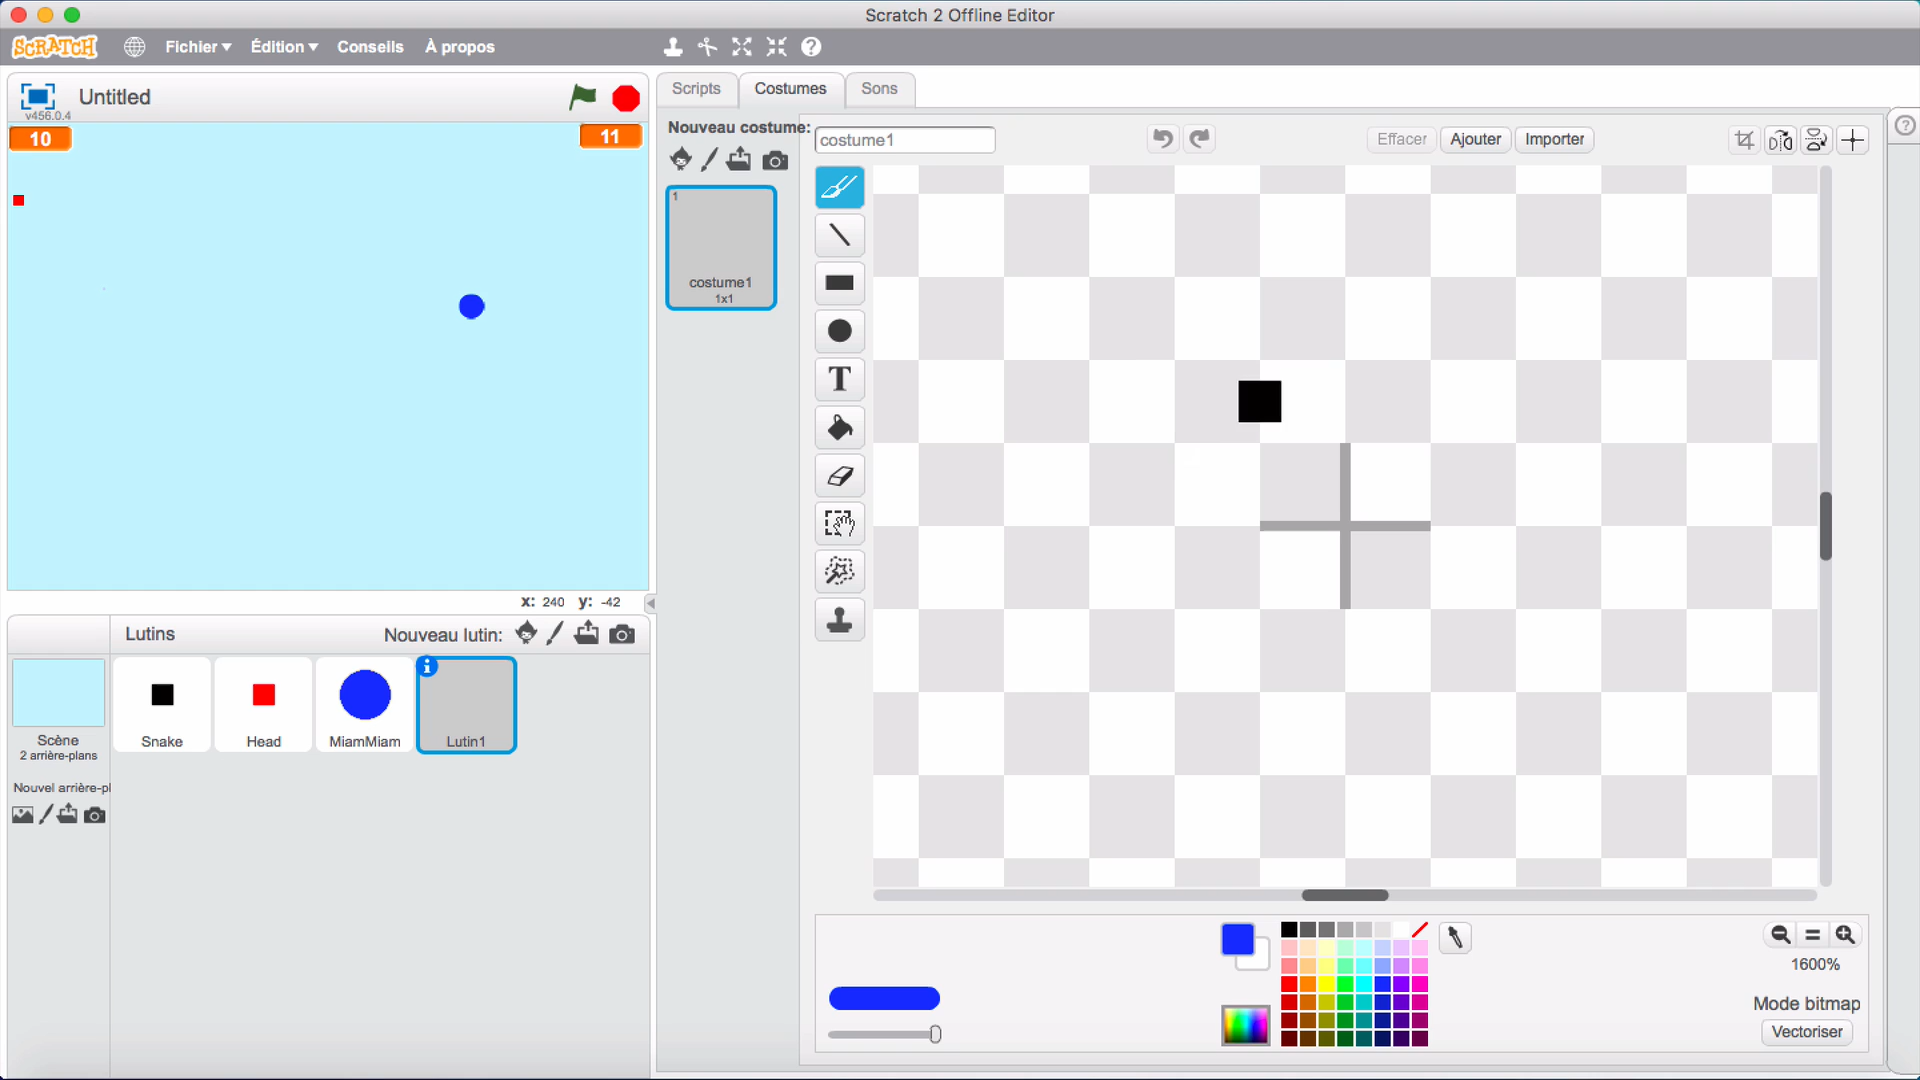 Scratch 2 Offline Editor
SCRATCH Fichier Édition Conseils À propos
Untitled
v456.0.4
10
11
x: 240 y: -42
Lutins
Nouveau lutin:
Scène
2 arrière-plans
Nouvel arrière-pl
Snake
Head
MiamMiam
Lutin1
Scripts
Costumes
Sons
Nouveau costume:
1
costume1
1x1
costume1
Effacer
Ajouter
Importer
T
1600%
Mode bitmap
Vectoriser